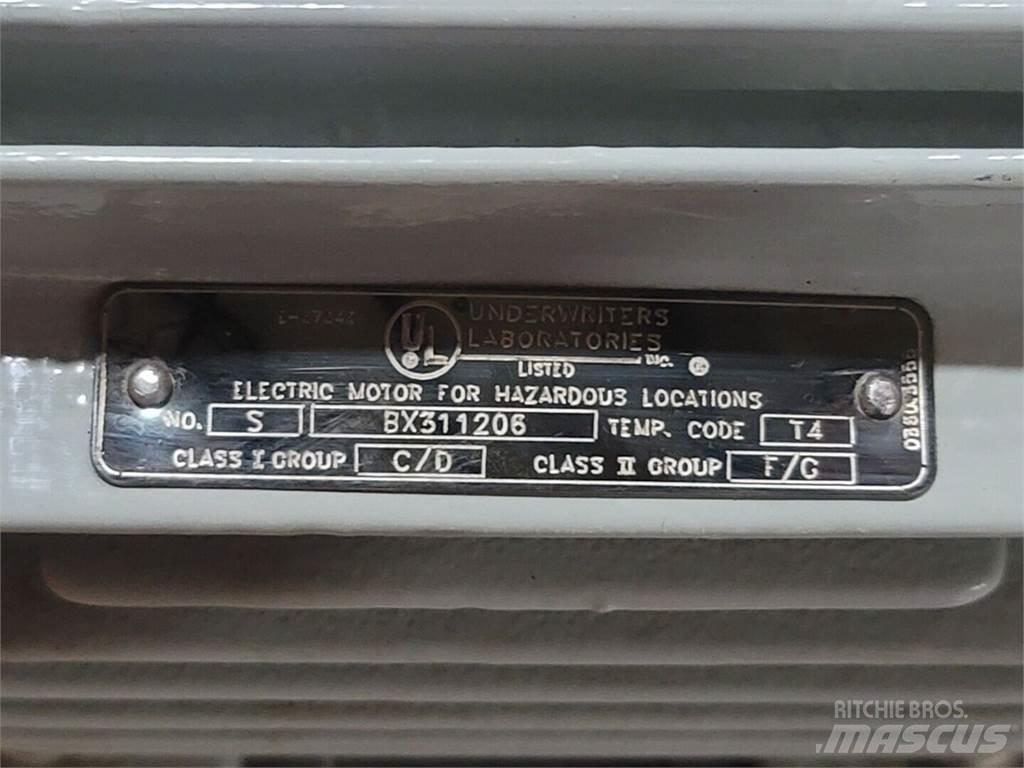 UL
UNDERWRITERS
LABORATORIES
INC. ®
LISTED
ELECTRIC MOTOR FOR HAZARDOUS LOCATIONS
NO. S BX311206 TEMP. CODE T4
CLASS I GROUP C/D CLASS II GROUP F/G
RITCHIE BROS.
MASCUS